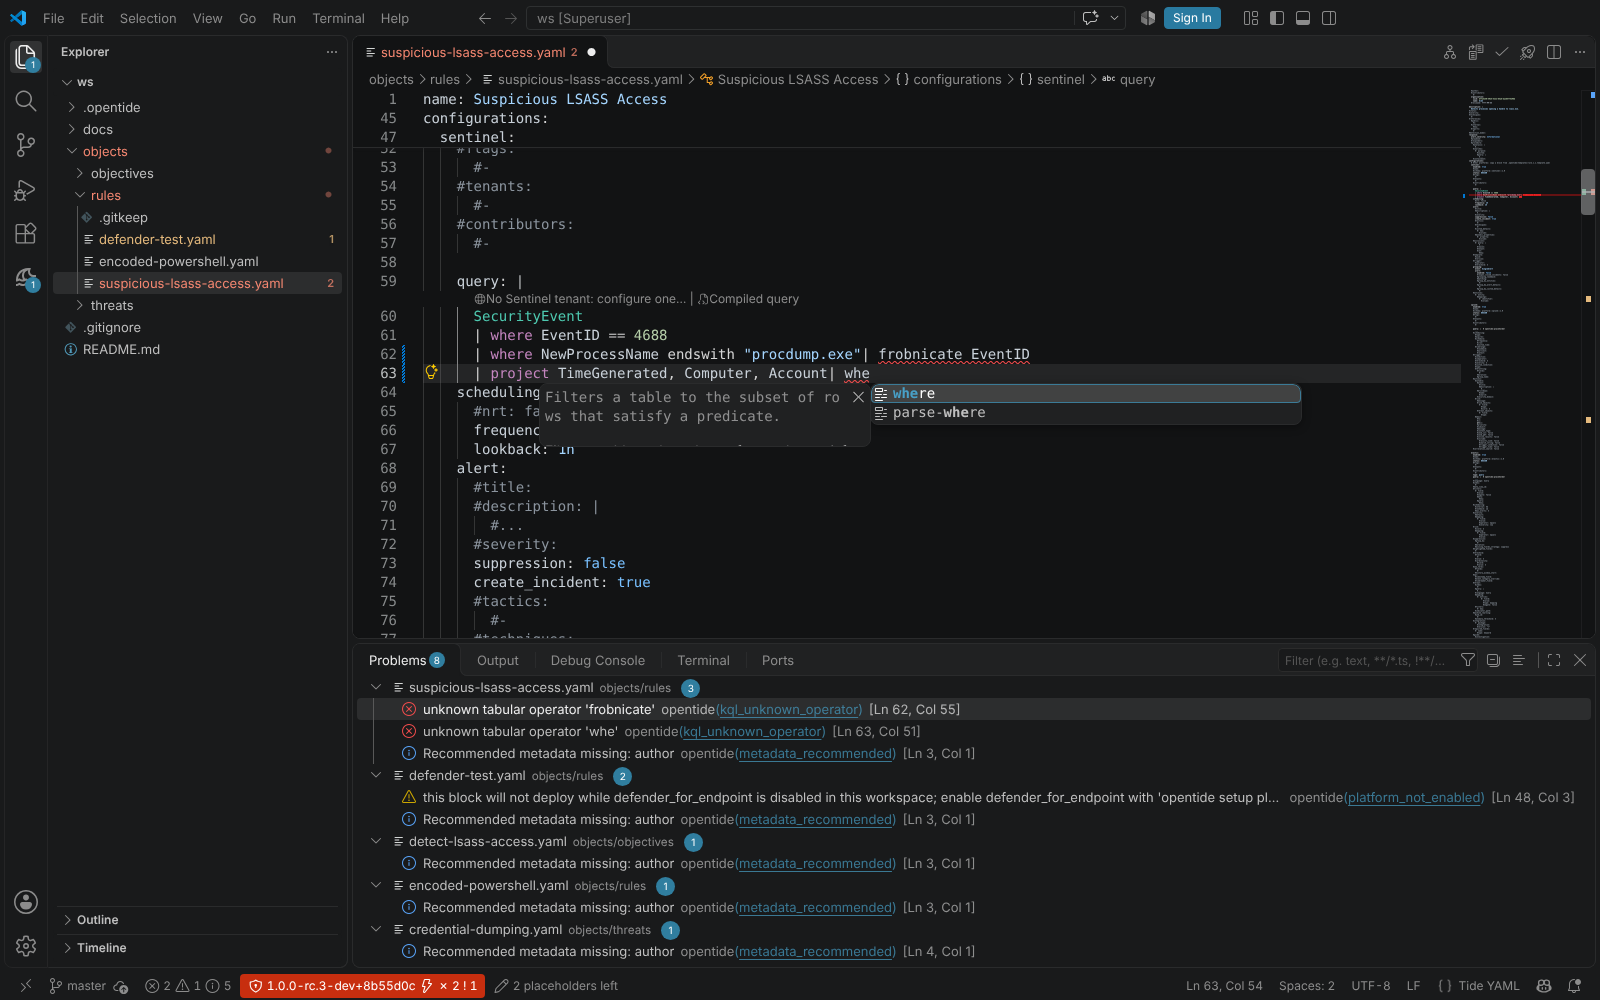 File Edit Selection View Go Run Terminal Help
ws [Superuser]
Sign In
Explorer
ws
.opentide
docs
objects
objectives
rules
.gitkeep
defender-test.yaml 1
encoded-powershell.yaml
suspicious-lsass-access.yaml 2
threats
.gitignore
README.md
Outline
Timeline
1
1
suspicious-lsass-access.yaml 2
objects > rules > suspicious-lsass-access.yaml > Suspicious LSASS Access > { } configurations > { } sentinel > abc query
1 name: Suspicious LSASS Access
45 configurations:
47 sentinel:
52 #flags:
53 #-
54 #tenants:
55 #-
56 #contributors:
57 #-
58
59 query: |
No Sentinel tenant: configure one... | Compiled query
60 SecurityEvent
61 | where EventID == 4688
62 | where NewProcessName endswith "procdump.exe"| frobnicate EventID
63 | project TimeGenerated, Computer, Account| whe
64 scheduling
65 #nrt: fa
66 frequenc
67 lookback: 1h
68 alert:
69 #title:
70 #description: |
71 #...
72 #severity:
73 suppression: false
74 create_incident: true
75 #tactics:
76 #-
77 #techniques:
Filters a table to the subset of ro
ws that satisfy a predicate.
where
parse-where
Problems 8 Output Debug Console Terminal Ports
Filter (e.g. text, **/*.ts, !**/...
suspicious-lsass-access.yaml objects/rules 3
unknown tabular operator 'frobnicate' opentide(kql_unknown_operator) [Ln 62, Col 55]
unknown tabular operator 'whe' opentide(kql_unknown_operator) [Ln 63, Col 51]
Recommended metadata missing: author opentide(metadata_recommended) [Ln 3, Col 1]
defender-test.yaml objects/rules 2
this block will not deploy while defender_for_endpoint is disabled in this workspace; enable defender_for_endpoint with 'opentide setup pl... opentide(platform_not_enabled) [Ln 48, Col 3]
Recommended metadata missing: author opentide(metadata_recommended) [Ln 3, Col 1]
detect-lsass-access.yaml objects/objectives 1
Recommended metadata missing: author opentide(metadata_recommended) [Ln 3, Col 1]
encoded-powershell.yaml objects/rules 1
Recommended metadata missing: author opentide(metadata_recommended) [Ln 3, Col 1]
credential-dumping.yaml objects/threats 1
Recommended metadata missing: author opentide(metadata_recommended) [Ln 4, Col 1]
master 2 1 5 1.0.0-rc.3-dev+8b55d0c × 2 ! 1 2 placeholders left Ln 63, Col 54 Spaces: 2 UTF-8 LF { } Tide YAML